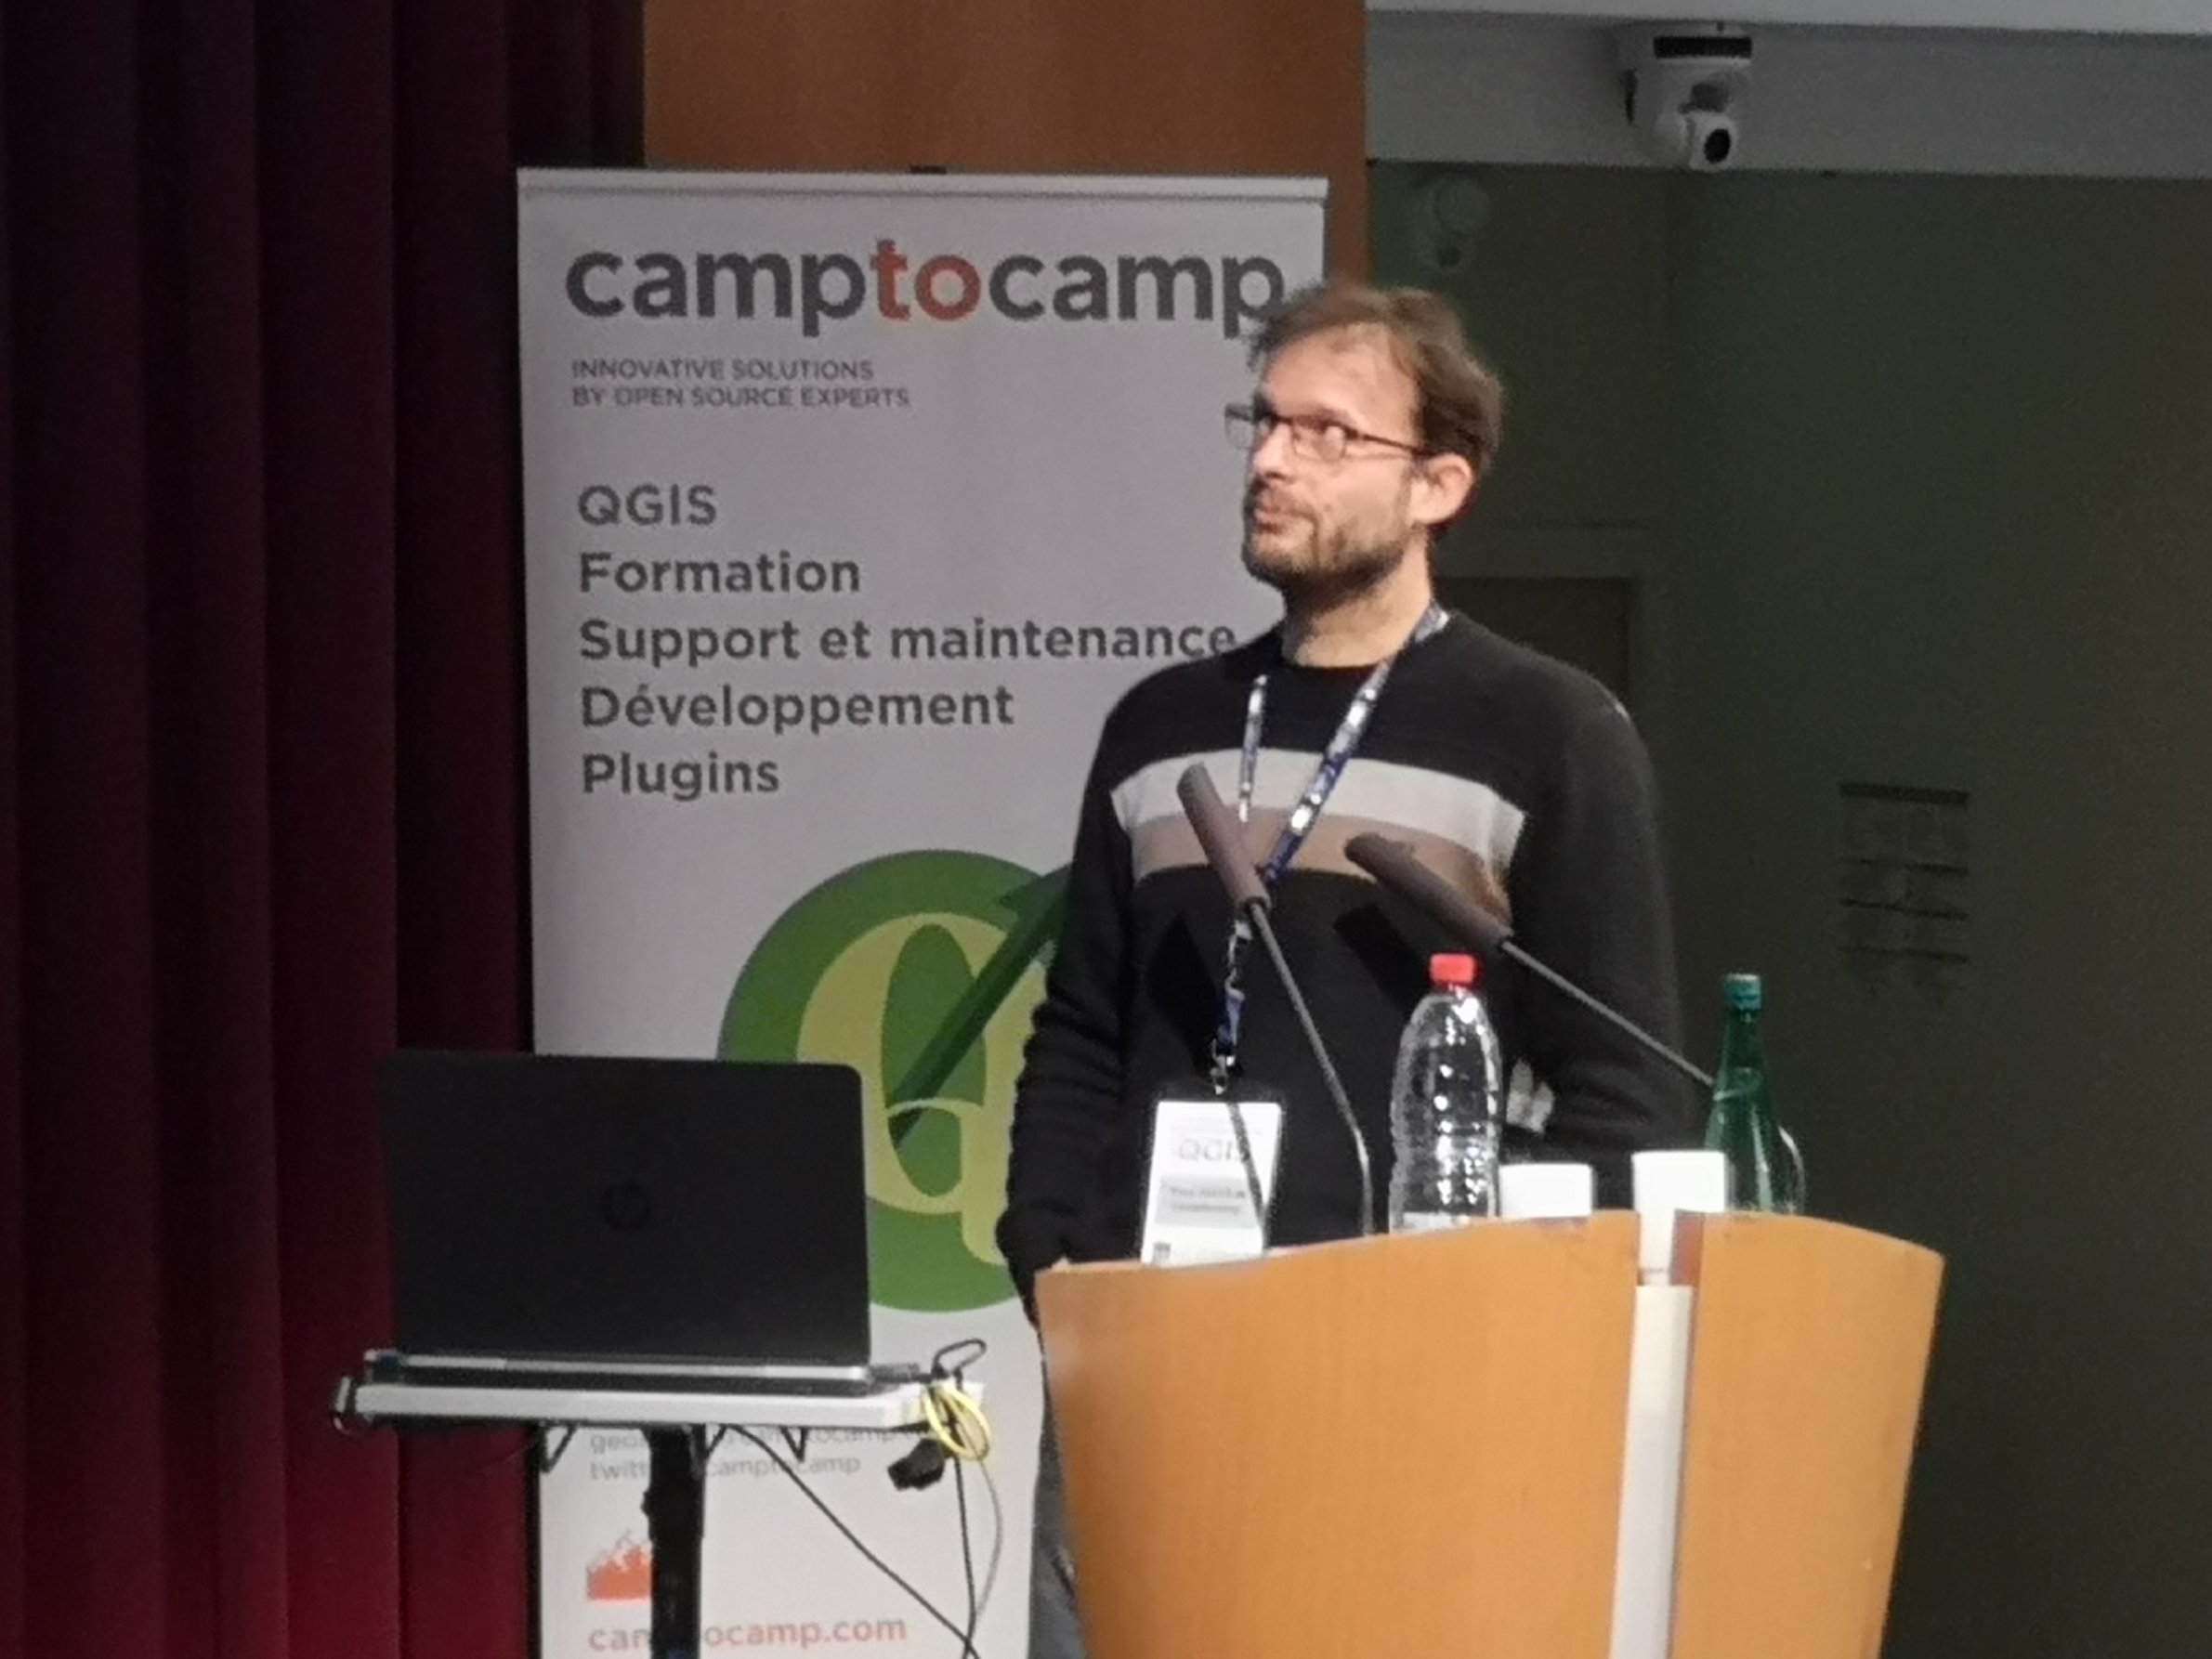 camptocamp
INNOVATIVE SOLUTIONS
BY OPEN SOURCE EXPERTS
QGIS
Formation
Support et maintenance
Développement
Plugins
QGIS